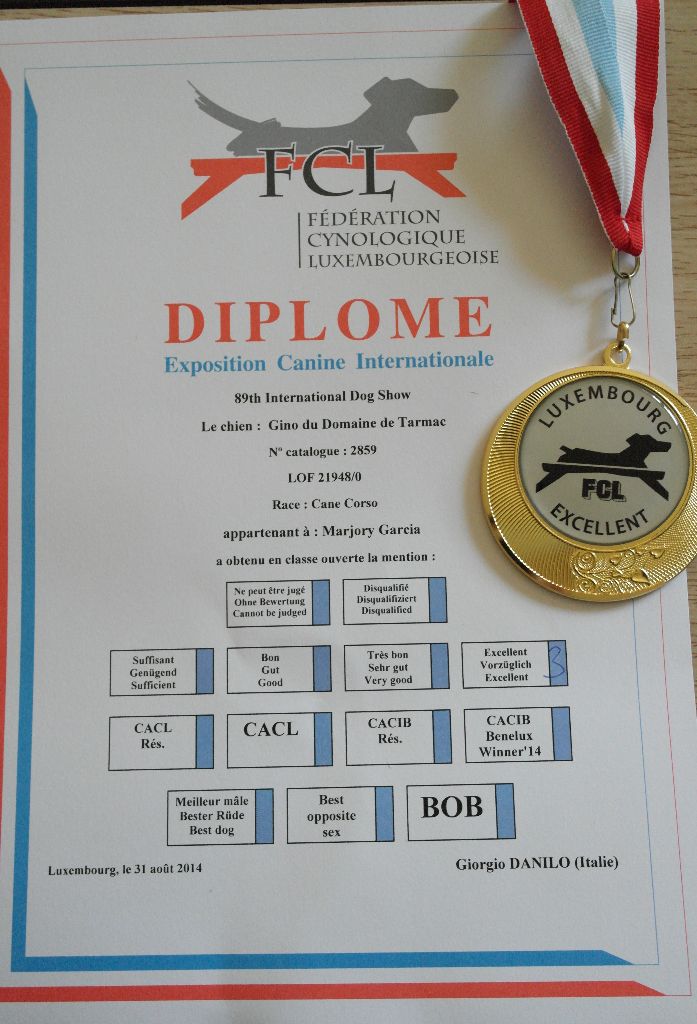 FCL
FÉDÉRATION
CYNOLOGIQUE
LUXEMBOURGEOISE
DIPLOME
Exposition Canine Internationale
89th International Dog Show
Le chien : Gino du Domaine de Tarmac
N° catalogue : 2859
LOF 21948/0
Race : Cane Corso
appartenant à : Marjory Garcia
a obtenu en classe ouverte la mention :
Ne peut être jugé
Ohne Bewertung
Cannot be judged
Disqualifié
Disqualifiziert
Disqualified
Suffisant
Genügend
Sufficient
Bon
Gut
Good
Très bon
Sehr gut
Very good
Excellent
Vorzüglich
Excellent
3
CACL
Rés.
CACL
CACIB
Rés.
CACIB
Benelux
Winner'14
Meilleur mâle
Bester Rüde
Best dog
Best
opposite
sex
BOB
Luxembourg, le 31 août 2014
Giorgio DANILO (Italie)
LUXEMBOURG
FCL
EXCELLENT